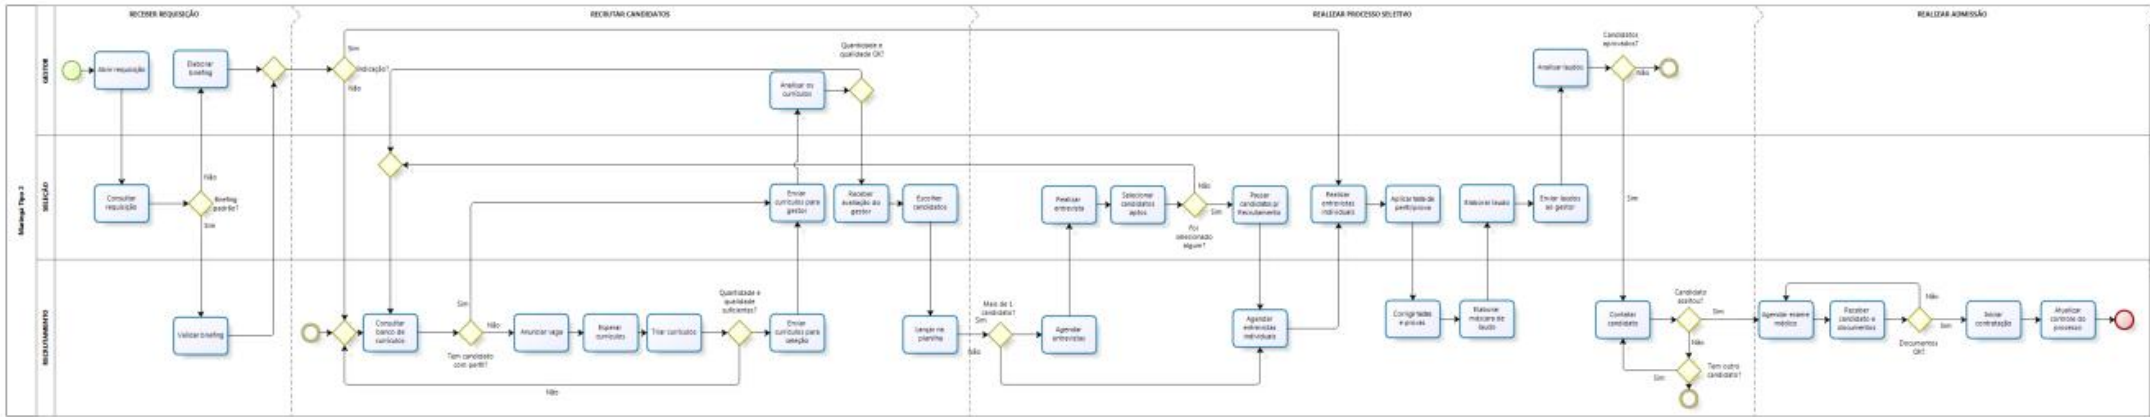 RECEBER REQUISIÇÃO
RECRUTAR CANDIDATOS
REALIZAR PROCESSO SELETIVO
REALIZAR ADMISSÃO
GESTOR
Abrir requisição
Elaborar
briefing
Sim
Indicação?
Não
Analisar os
currículos
Quantidade e
qualidade OK?
Analisar laudos
Candidatos
aprovados?
Não
SELEÇÃO
Consultar
requisição
Não
Briefing
padrão?
Sim
Enviar
currículos para
gestor
Receber
avaliação do
gestor
Escolher
candidatos
Realizar
entrevista
Selecionar
candidatos
aptos
Não
Sim
Foi
selecionado
algum?
Passar
candidatos p/
Recrutamento
Realizar
entrevistas
individuais
Aplicar teste de
perfil/prova
Elaborar laudo
Enviar laudos
ao gestor
Sim
RECRUTAMENTO
Validar briefing
Consultar
banco de
currículos
Sim
Não
Tem candidato
com perfil?
Anunciar vaga
Esperar
currículos
Triar currículos
Quantidade e
qualidade
suficientes?
Não
Enviar
currículos para
seleção
Lançar na
planilha
Mais de 1
candidato?
Sim
Não
Agendar
entrevistas
Agendar
entrevistas
individuais
Corrigir testes
e provas
Elaborar
máscara de
laudo
Contatar
candidato
Candidato
aceitou?
Sim
Não
Tem outro
candidato?
Sim
Agendar exame
médico
Receber
candidato e
documentos
Não
Sim
Documentos
OK?
Iniciar
contratação
Atualizar
controle do
processo